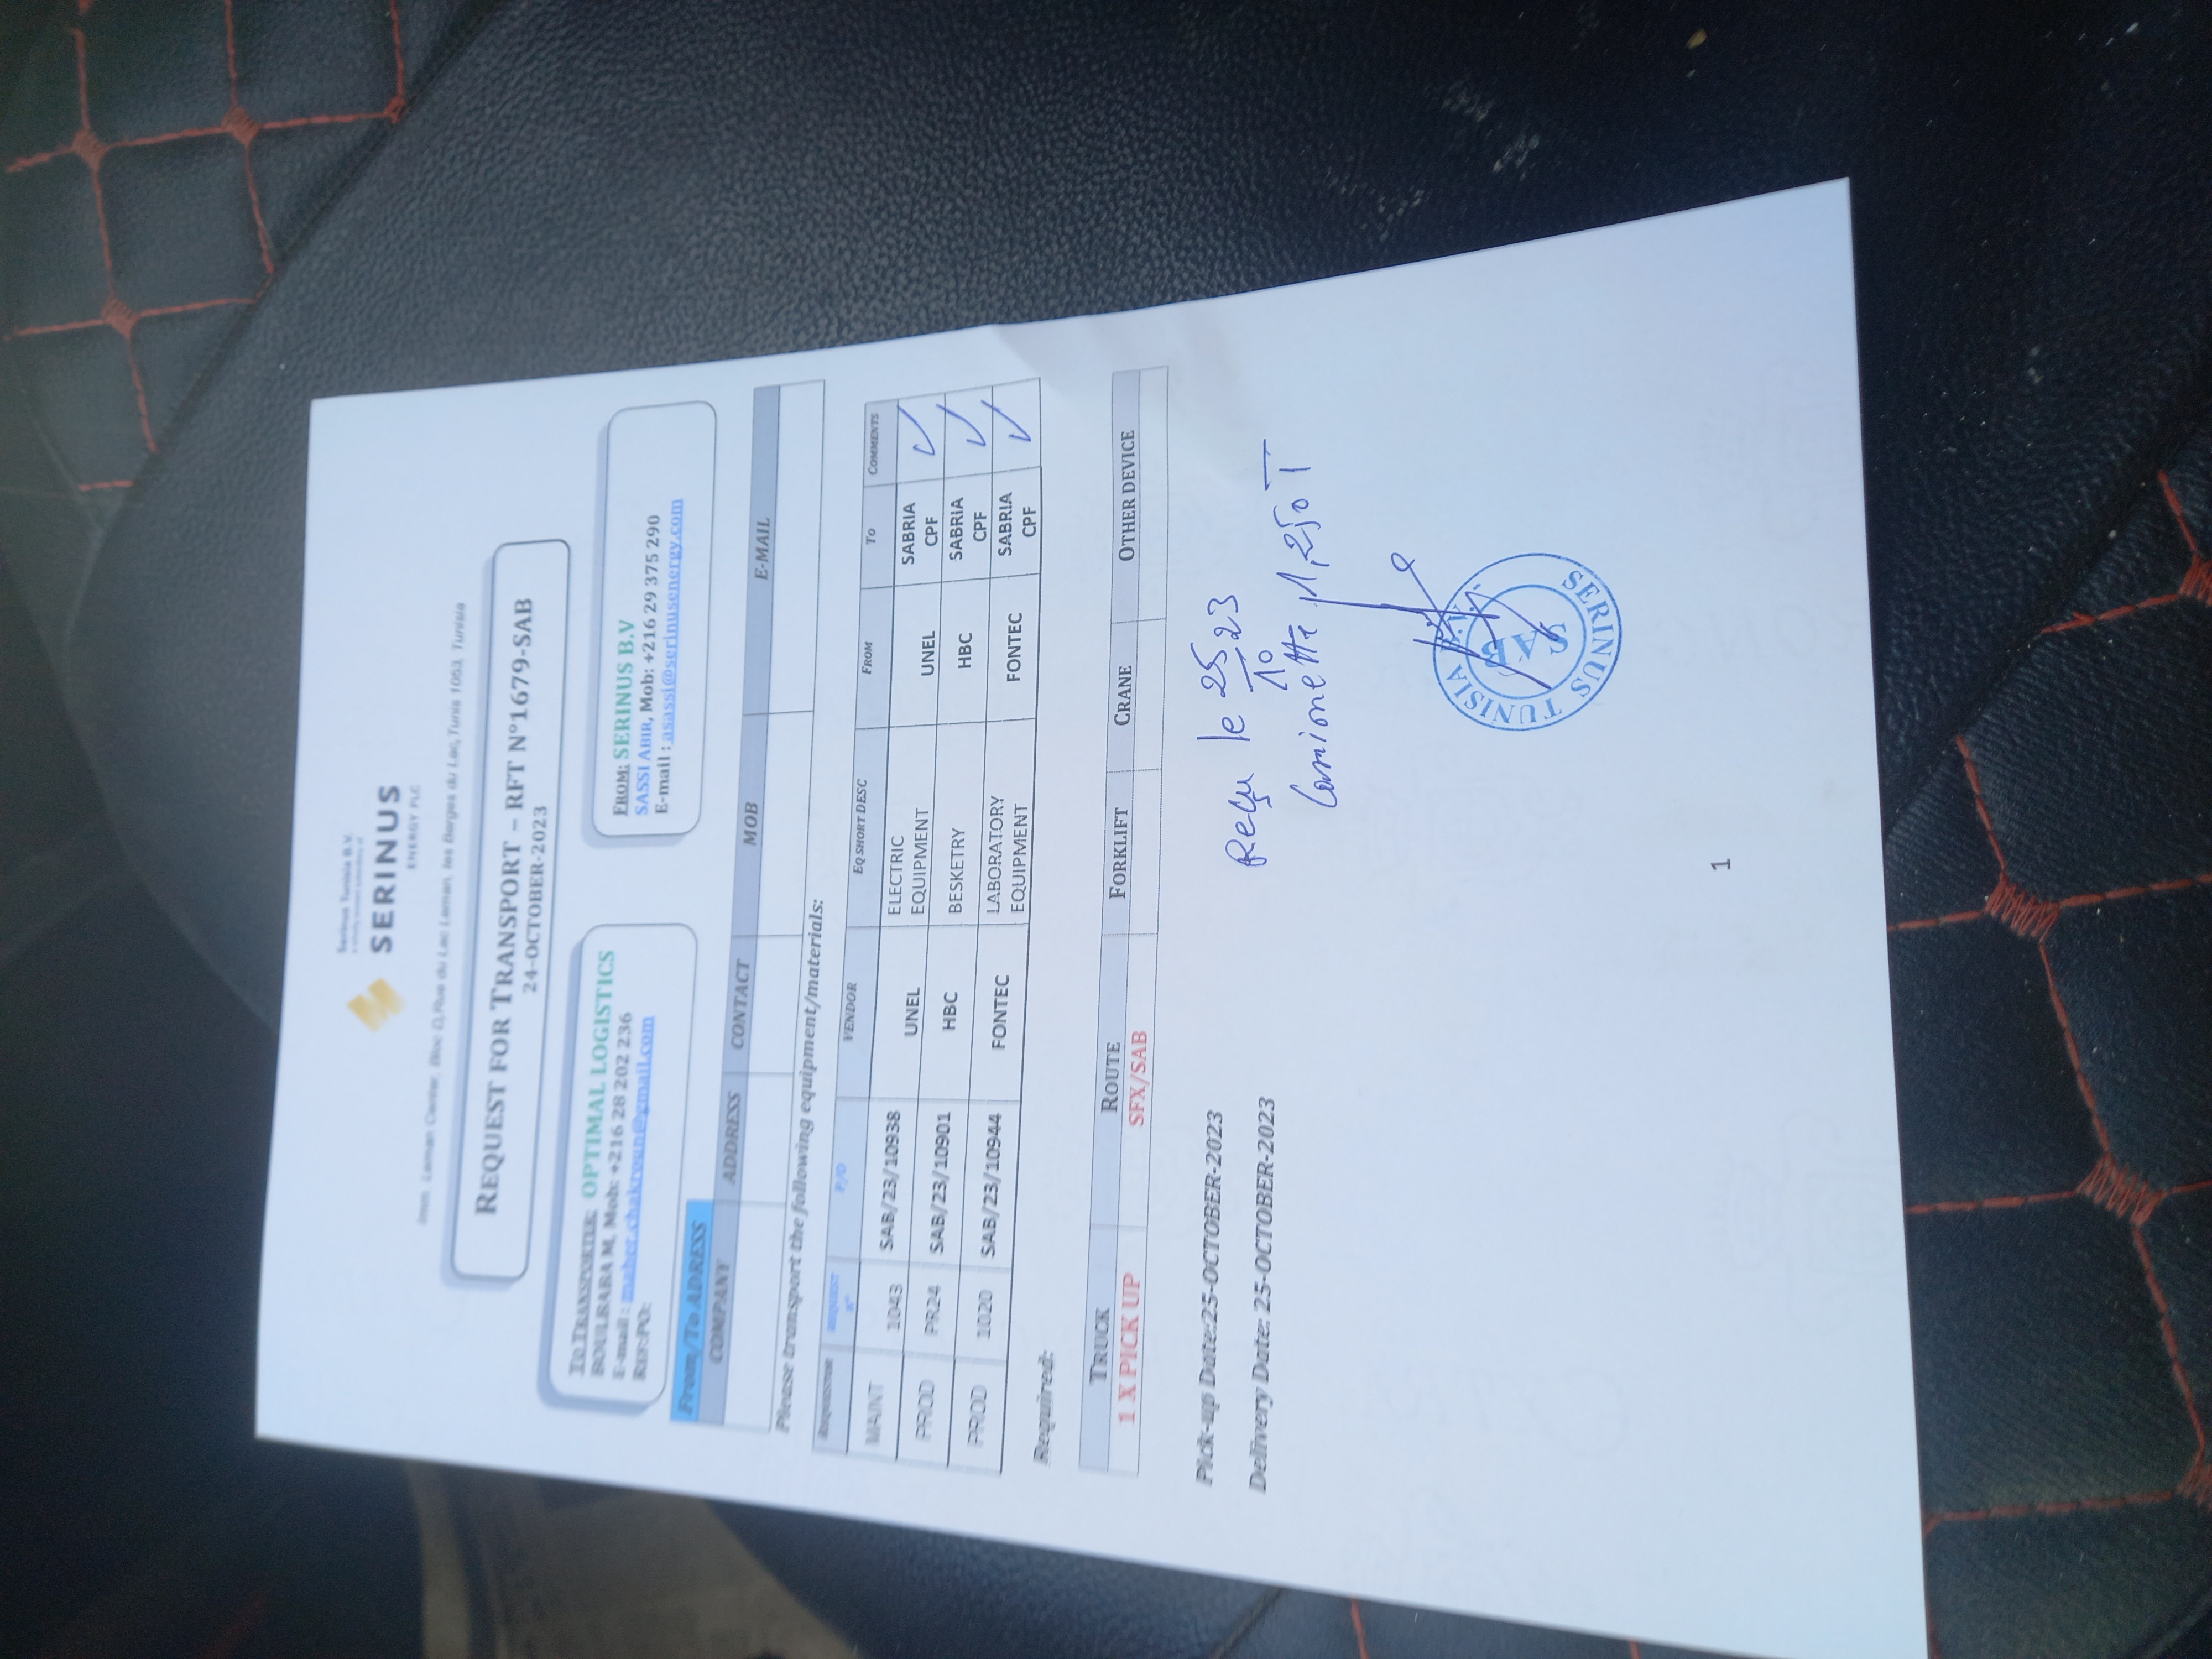 Serinus Tunisia B.V.
a wholly owned subsidiary of
SERINUS
ENERGY PLC
Imm. Leman Center, Bloc D,Rue du Lac Leman, les Berges du Lac,Tunis 1053, Tunisia
REQUEST FOR TRANSPORT – RFT N°1679-SAB
24-OCTOBER-2023
TO TRANSPORTER: OPTIMAL LOGISTICS
BOULBABA M, Mob: +216 28 202 236
E-mail : maher.chakroun@gmail.com
REF:PO:
FROM: SERINUS B.V
SASSI ABIR, Mob: +216 29 375 290
E-mail : asassi@serinusenergy.com
From/To ADRESS
COMPANY ADDRESS CONTACT MOB E-MAIL
Please transport the following equipment/materials:
REQUESTOR REQUEST N° P/O VENDOR EQ SHORT DESC FROM TO COMMENTS
MAINT 1043 SAB/23/10938 UNEL ELECTRIC EQUIPMENT UNEL SABRIA CPF
PROD PR24 SAB/23/10901 HBC BESKETRY HBC SABRIA CPF
PROD 1020 SAB/23/10944 FONTEC LABORATORY EQUIPMENT FONTEC SABRIA CPF
Required:
TRUCK ROUTE FORKLIFT CRANE OTHER DEVICE
1 X PICK UP SFX/SAB
Pick-up Date:25-OCTOBER-2023
Delivery Date: 25-OCTOBER-2023
Reçu le 25/10 23
Camionette 1,250 T
SERINUS TUNISIA B.V.
SAB
1